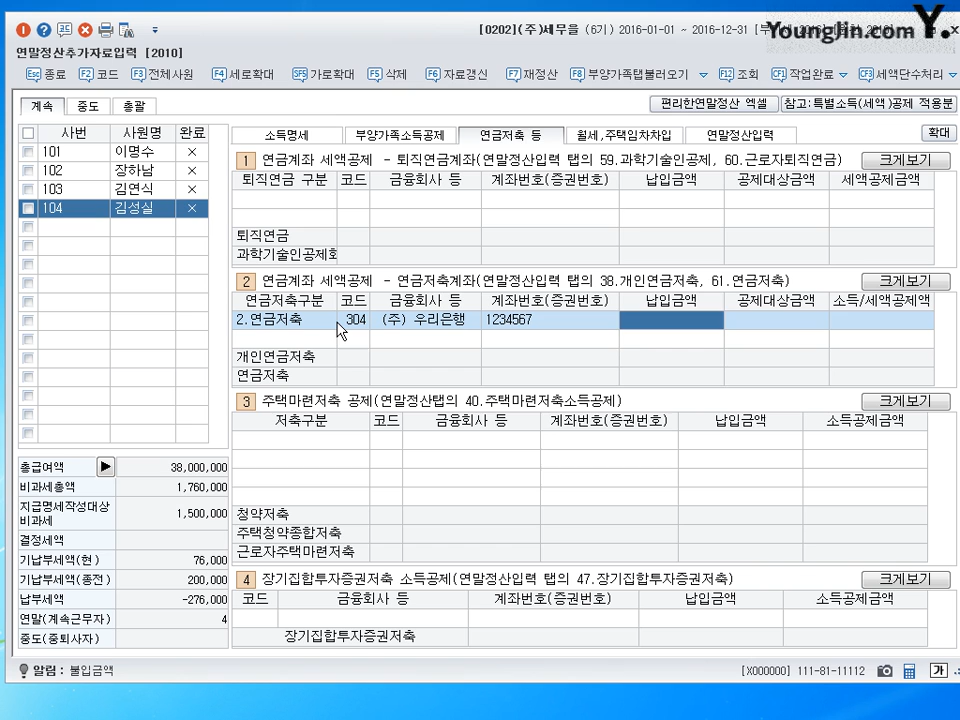 [0202](주)세무을 (6기) 2016-01-01 ~ 2016-12-31
Younglin.com Y.
연말정산추가자료입력 [2010]
Esc 종료 F2 코드 F3 전체사원 F4 세로확대 SF5 가로확대 F5 삭제 F6 자료갱신 F7 재정산 F8 부양가족탭불러오기 F12 조회 CF1 작업완료 CF3 세액단수처리
계속 중도 총괄 편리한연말정산 엑셀 참고:특별소득(세액)공제 적용분
사번 사원명 완료
101 이명수 ×
102 장하남 ×
103 김연식 ×
104 김성실 ×
총급여액 38,000,000
비과세총액 1,760,000
지급명세작성대상
비과세 1,500,000
결정세액
기납부세액(현) 76,000
기납부세액(종전) 200,000
납부세액 -276,000
연말(계속근무자) 4
중도(중퇴사자)
소득명세 부양가족소득공제 연금저축 등 월세,주택임차차입 연말정산입력 확대
1 연금계좌 세액공제 - 퇴직연금계좌(연말정산입력 탭의 59.과학기술인공제, 60.근로자퇴직연금) 크게보기
퇴직연금 구분 코드 금융회사 등 계좌번호(증권번호) 납입금액 공제대상금액 세액공제금액
퇴직연금
과학기술인공제회
2 연금계좌 세액공제 - 연금저축계좌(연말정산입력 탭의 38.개인연금저축, 61.연금저축) 크게보기
연금저축구분 코드 금융회사 등 계좌번호(증권번호) 납입금액 공제대상금액 소득/세액공제액
2.연금저축 304 (주) 우리은행 1234567
개인연금저축
연금저축
3 주택마련저축 공제(연말정산탭의 40.주택마련저축소득공제) 크게보기
저축구분 코드 금융회사 등 계좌번호(증권번호) 납입금액 소득공제금액
청약저축
주택청약종합저축
근로자주택마련저축
4 장기집합투자증권저축 소득공제(연말정산입력 탭의 47.장기집합투자증권저축) 크게보기
코드 금융회사 등 계좌번호(증권번호) 납입금액 소득공제금액
장기집합투자증권저축
알림 : 불입금액 [X000000] 111-81-11112 가